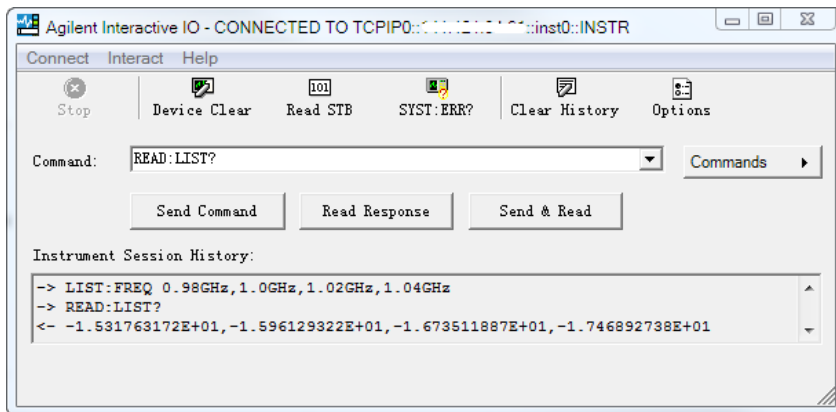 Agilent Interactive IO - CONNECTED TO TCPIP0:: ::inst0::INSTR
Connect Interact Help
Stop Device Clear Read STB SYST:ERR? Clear History Options
101
Command: READ:LIST? Commands
Send Command Read Response Send & Read
Instrument Session History:
-> LIST:FREQ 0.98GHz,1.0GHz,1.02GHz,1.04GHz
-> READ:LIST?
<- -1.531763172E+01,-1.596129322E+01,-1.673511887E+01,-1.746892738E+01